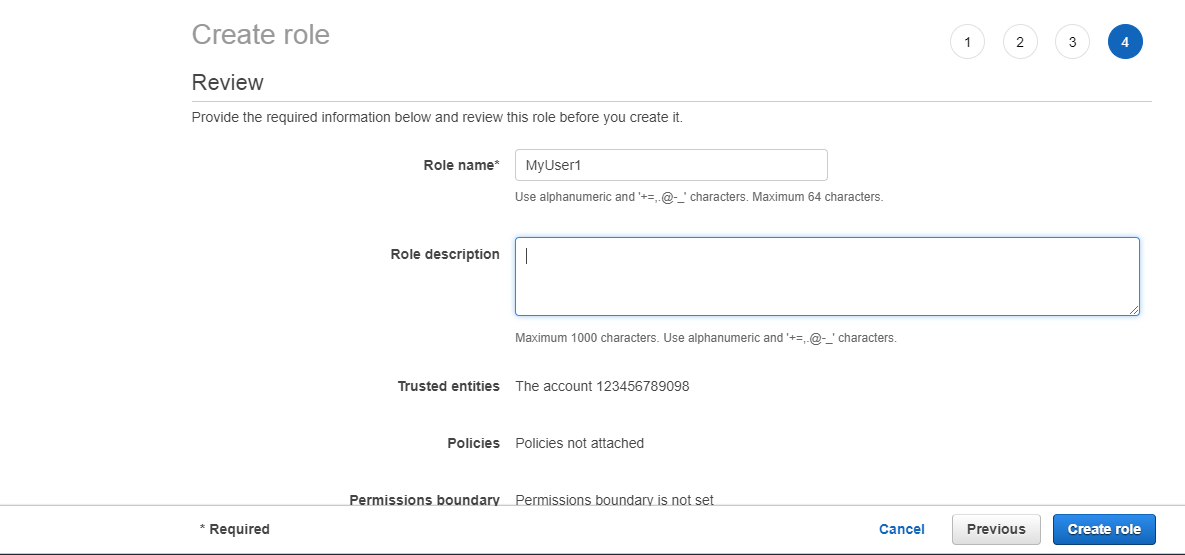 Create role
1 2 3 4
Review
Provide the required information below and review this role before you create it.
Role name* MyUser1
Use alphanumeric and '+=,.@-_' characters. Maximum 64 characters.
Role description
Maximum 1000 characters. Use alphanumeric and '+=,.@-_' characters.
Trusted entities The account 123456789098
Policies Policies not attached
Permissions boundary Permissions boundary is not set
* Required Cancel Previous Create role